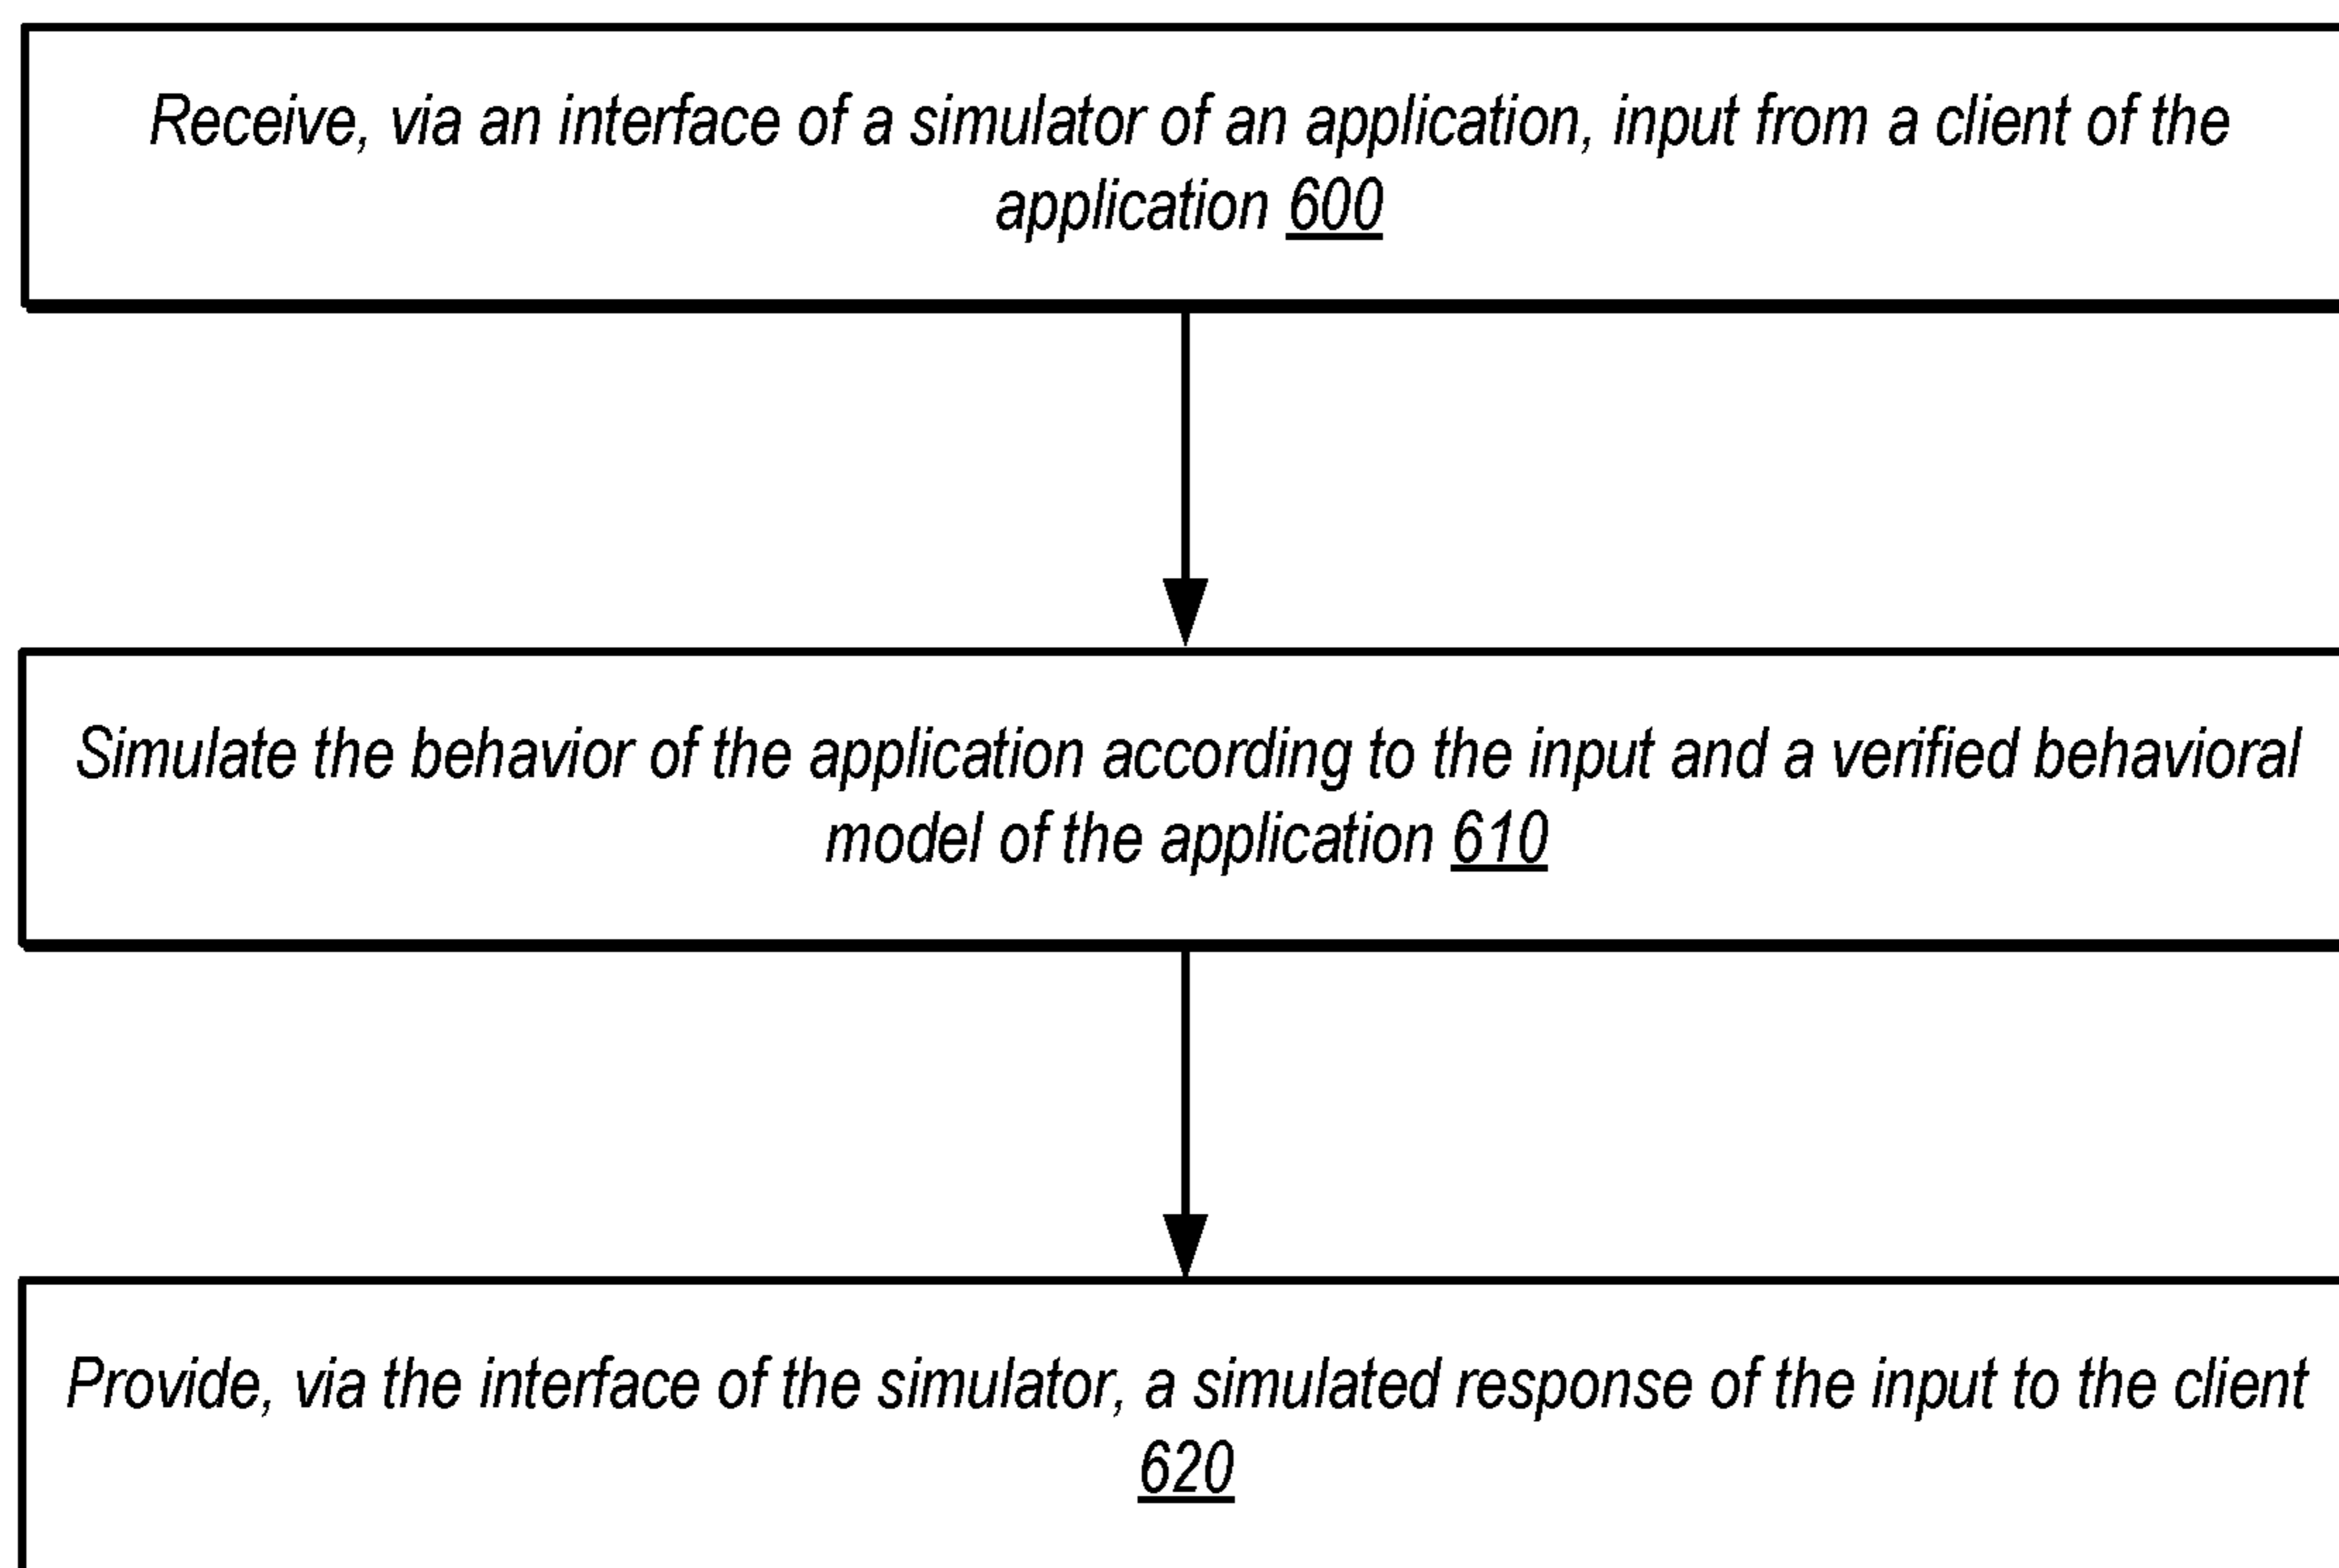 Receive, via an interface of a simulator of an application, input from a client of the
application 600
Simulate the behavior of the application according to the input and a verified behavioral
model of the application 610
Provide, via the interface of the simulator, a simulated response of the input to the client
620